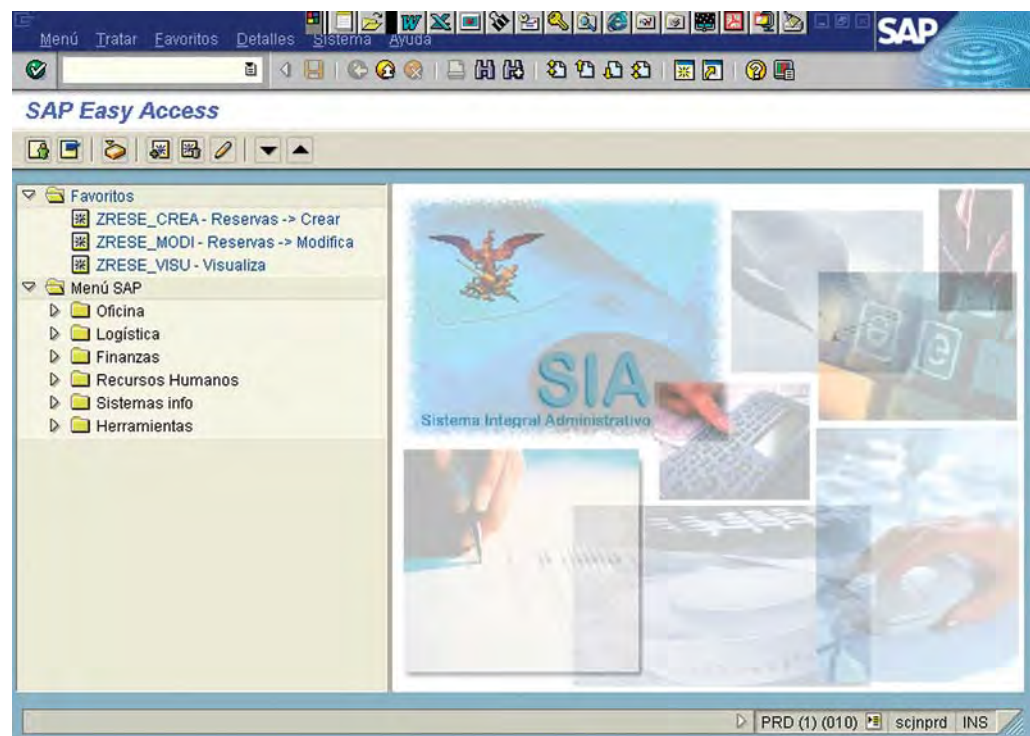 Menú Tratar Favoritos Detalles Sistema Ayuda
SAP
SAP Easy Access
Favoritos
ZRESE_CREA - Reservas -> Crear
ZRESE_MODI - Reservas -> Modifica
ZRESE_VISU - Visualiza
Menú SAP
Oficina
Logística
Finanzas
Recursos Humanos
Sistemas info
Herramientas
SIA
Sistema Integral Administrativo
PRD (1) (010) scjnprd INS